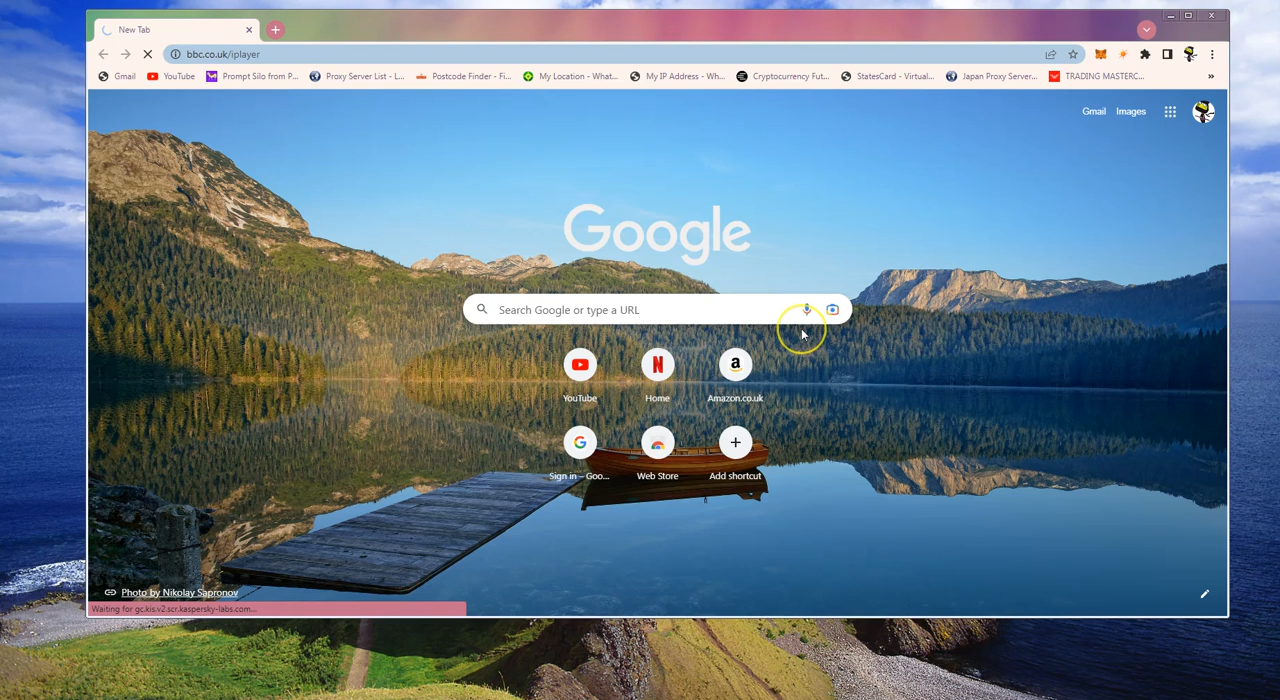 New Tab
bbc.co.uk/iplayer
Gmail YouTube Prompt Silo from P... Proxy Server List - L... Postcode Finder - Fi... My Location - What... My IP Address - Wh... Cryptocurrency Fut... StatesCard - Virtual... Japan Proxy Server... TRADING MASTERC... »
Gmail Images
Google
Search Google or type a URL
YouTube Home Amazon.co.uk
Sign in – Goo... Web Store Add shortcut
Photo by Nikolay Sapronov
Waiting for gc.kis.v2.scr.kaspersky-labs.com...